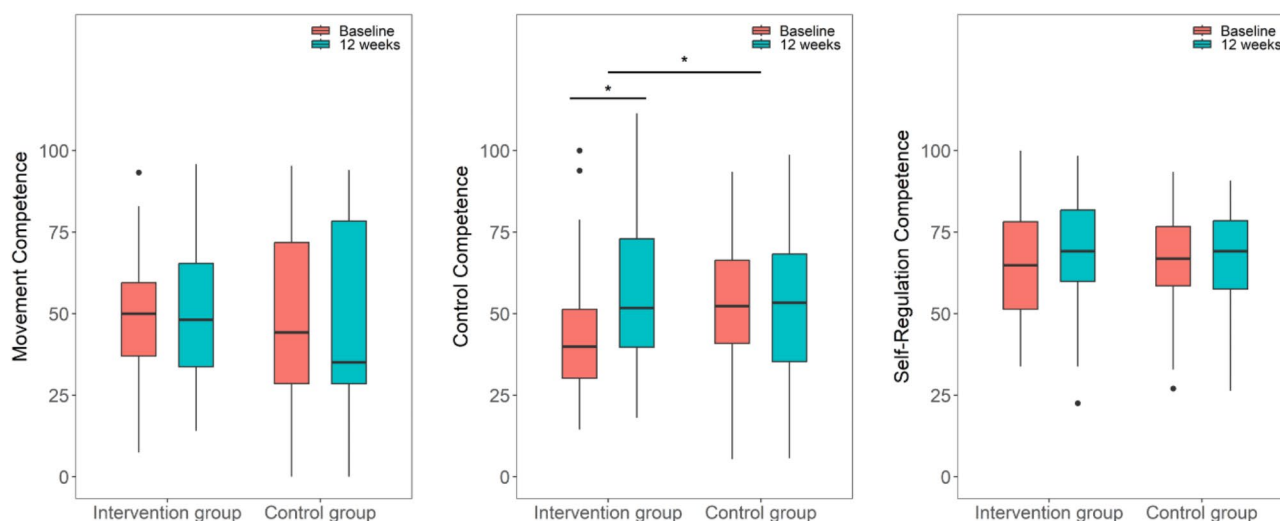 Baseline
12 weeks
Movement Competence
100
75
50
25
0
Intervention group
Control group
Baseline
12 weeks
*
*
Control Competence
100
75
50
25
0
Intervention group
Control group
Baseline
12 weeks
Self-Regulation Competence
100
75
50
25
0
Intervention group
Control group